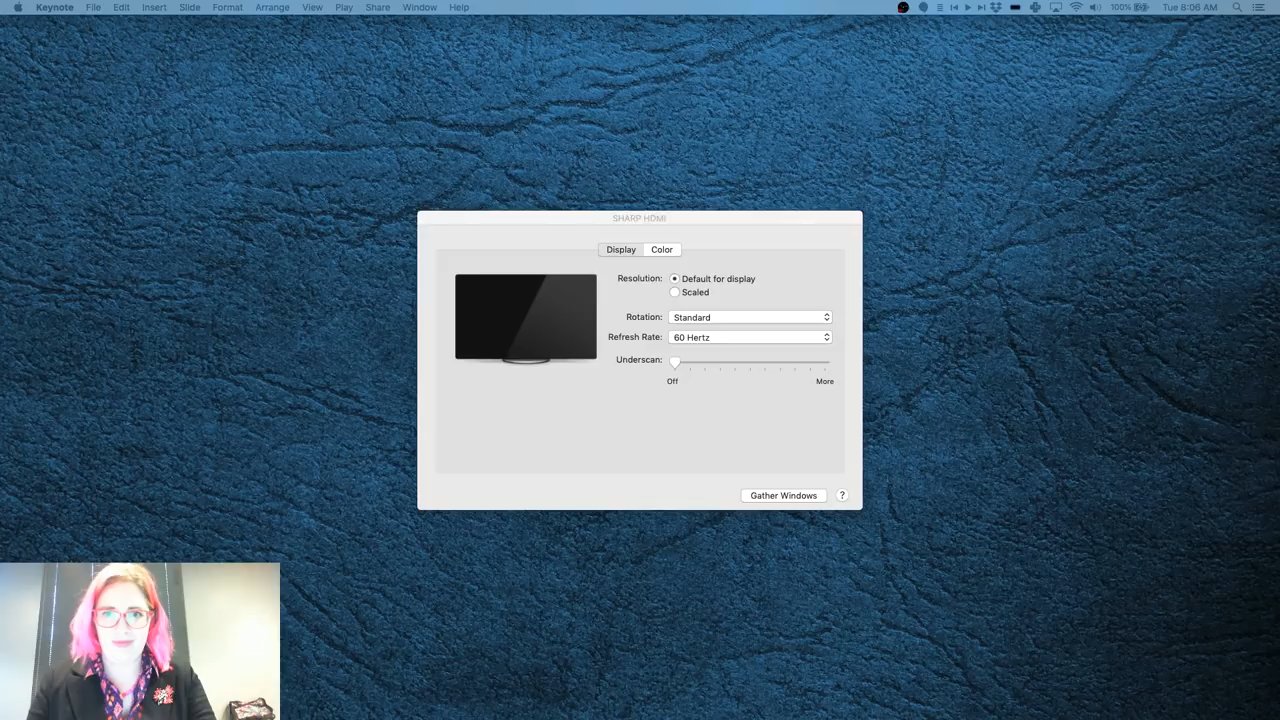 Keynote File Edit Insert Slide Format Arrange View Play Share Window Help 100% Tue 8:06 AM
SHARP HDMI
Display Color
Resolution: Default for display
Scaled
Rotation: Standard
Refresh Rate: 60 Hertz
Underscan:
Off More
Gather Windows ?